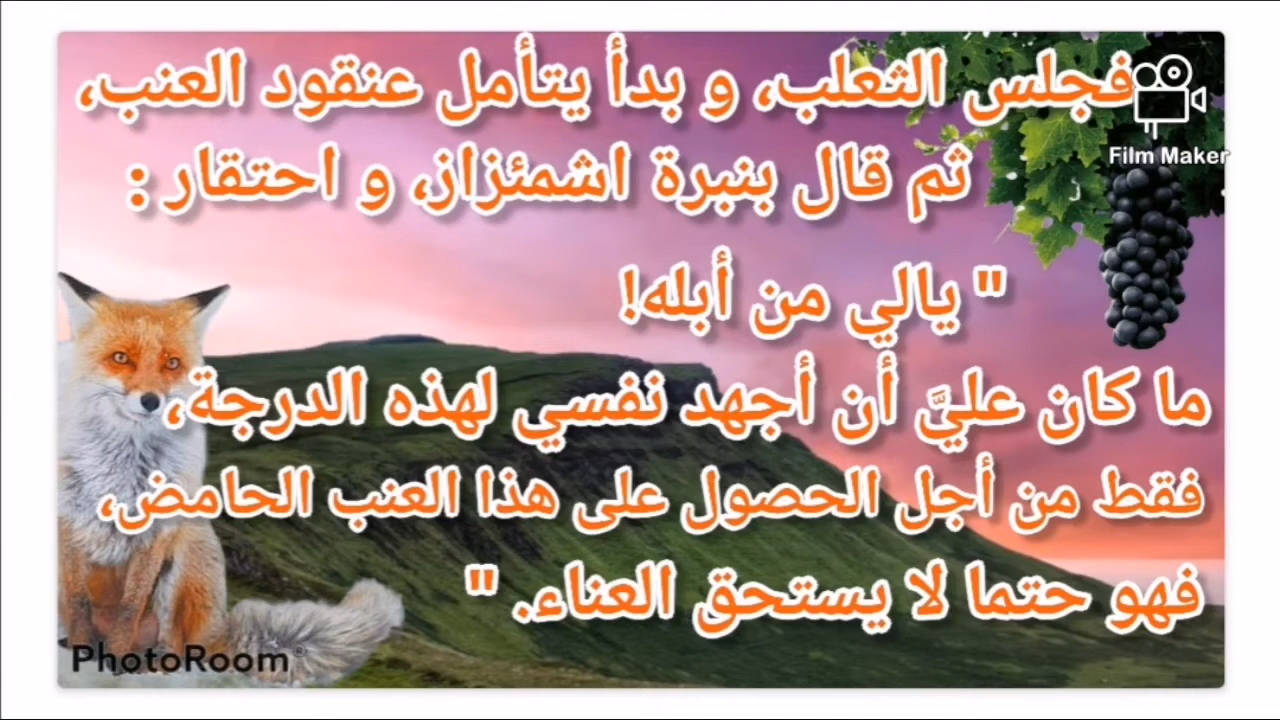 فجلس الثعلب، و بدأ يتأمل عنقود العنب،
ثم قال بنبرة اشمئزاز، و احتقار :
" يالي من أبله!
ما كان عليَّ أن أجهد نفسي لهذه الدرجة،
فقط من أجل الحصول على هذا العنب الحامض،
فهو حتما لا يستحق العناء. "
Film Maker
PhotoRoom®